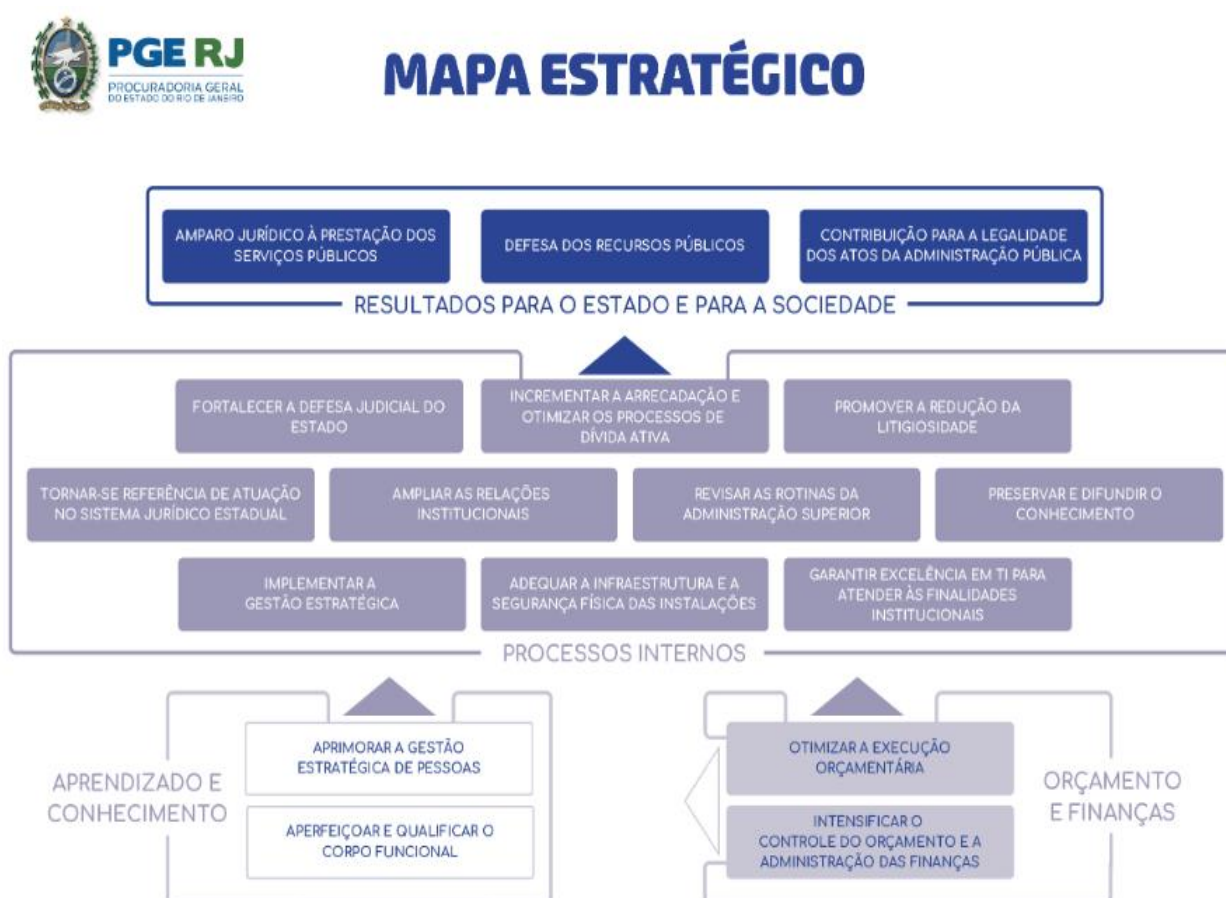 PGE RJ
PROCURADORIA GERAL
DO ESTADO DO RIO DE JANEIRO
MAPA ESTRATÉGICO
AMPARO JURÍDICO À PRESTAÇÃO DOS
SERVIÇOS PÚBLICOS
DEFESA DOS RECURSOS PÚBLICOS
CONTRIBUIÇÃO PARA A LEGALIDADE
DOS ATOS DA ADMINISTRAÇÃO PÚBLICA
RESULTADOS PARA O ESTADO E PARA A SOCIEDADE
FORTALECER A DEFESA JUDICIAL DO
ESTADO
INCREMENTAR A ARRECADAÇÃO E
OTIMIZAR OS PROCESSOS DE
DÍVIDA ATIVA
PROMOVER A REDUÇÃO DA
LITIGIOSIDADE
TORNAR-SE REFERÊNCIA DE ATUAÇÃO
NO SISTEMA JURÍDICO ESTADUAL
AMPLIAR AS RELAÇÕES
INSTITUCIONAIS
REVISAR AS ROTINAS DA
ADMINISTRAÇÃO SUPERIOR
PRESERVAR E DIFUNDIR O
CONHECIMENTO
IMPLEMENTAR A
GESTÃO ESTRATÉGICA
ADEQUAR A INFRAESTRUTURA E A
SEGURANÇA FÍSICA DAS INSTALAÇÕES
GARANTIR EXCELÊNCIA EM TI PARA
ATENDER ÀS FINALIDADES
INSTITUCIONAIS
PROCESSOS INTERNOS
APRENDIZADO E
CONHECIMENTO
APRIMORAR A GESTÃO
ESTRATÉGICA DE PESSOAS
APERFEIÇOAR E QUALIFICAR O
CORPO FUNCIONAL
OTIMIZAR A EXECUÇÃO
ORÇAMENTÁRIA
INTENSIFICAR O
CONTROLE DO ORÇAMENTO E A
ADMINISTRAÇÃO DAS FINANÇAS
ORÇAMENTO
E FINANÇAS